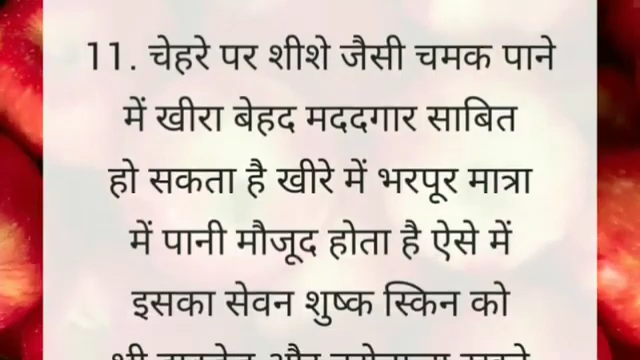 11. चेहरे पर शीशे जैसी चमक पाने
में खीरा बेहद मददगार साबित
हो सकता है खीरे में भरपूर मात्रा
में पानी मौजूद होता है ऐसे में
इसका सेवन शुष्क स्किन को